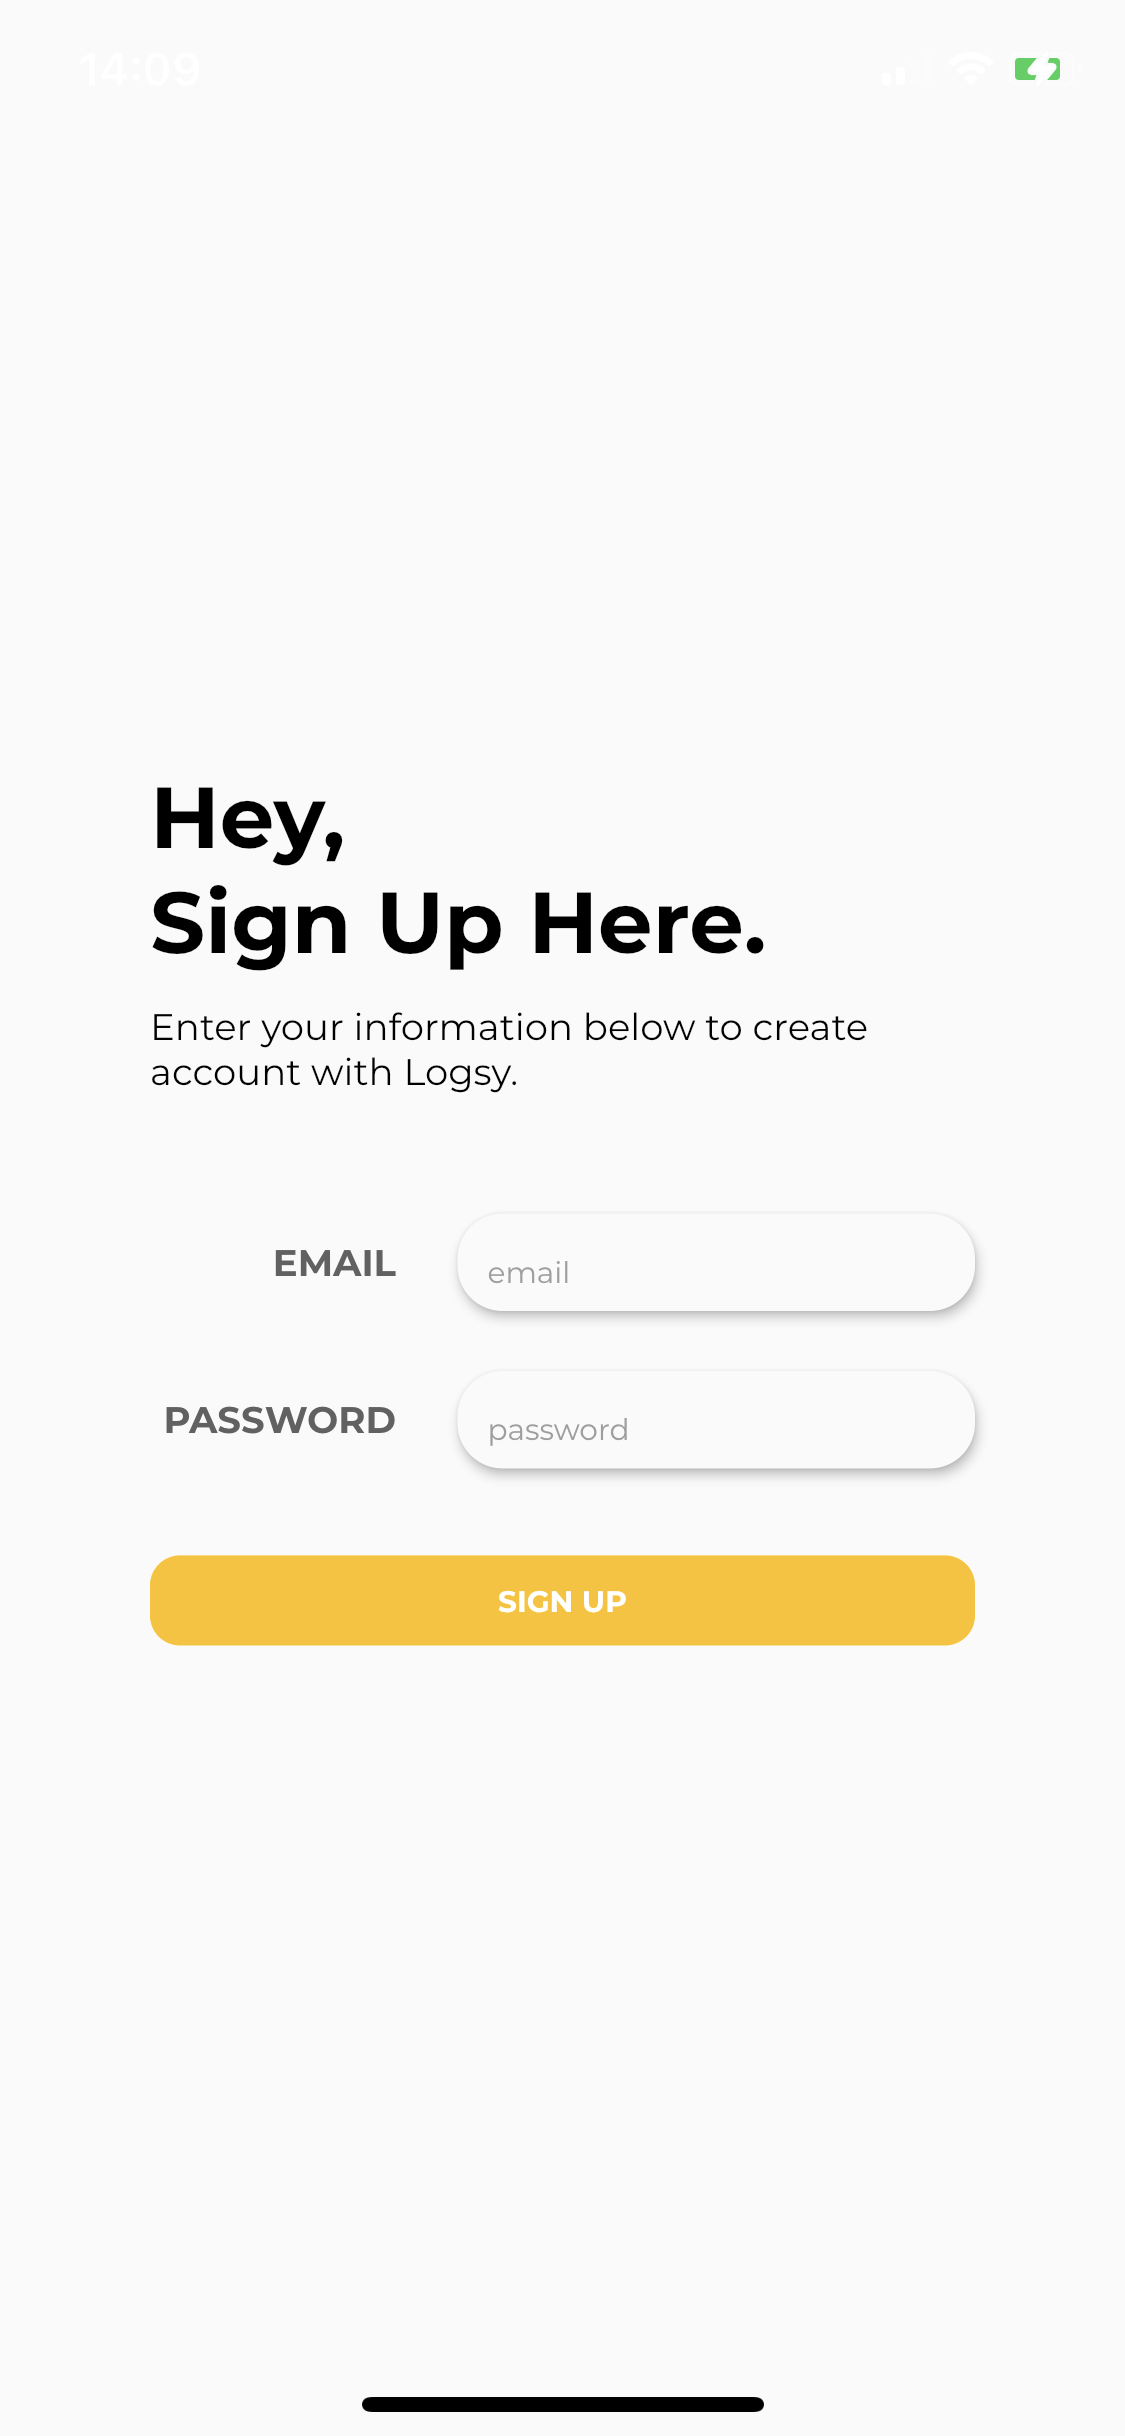 14:09
Hey,
Sign Up Here.
Enter your information below to create
account with Logsy.
EMAIL
email
PASSWORD
password
SIGN UP